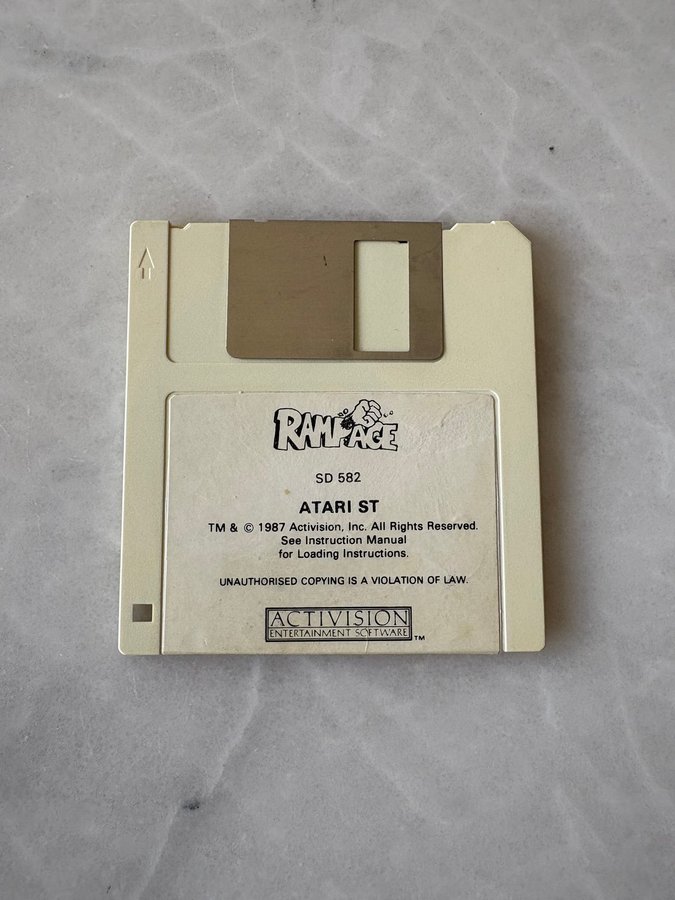 RAMPAGE
SD 582
ATARI ST
TM & © 1987 Activision, Inc. All Rights Reserved.
See Instruction Manual
for Loading Instructions.
UNAUTHORISED COPYING IS A VIOLATION OF LAW.
ACTIVISION
ENTERTAINMENT SOFTWARE
TM